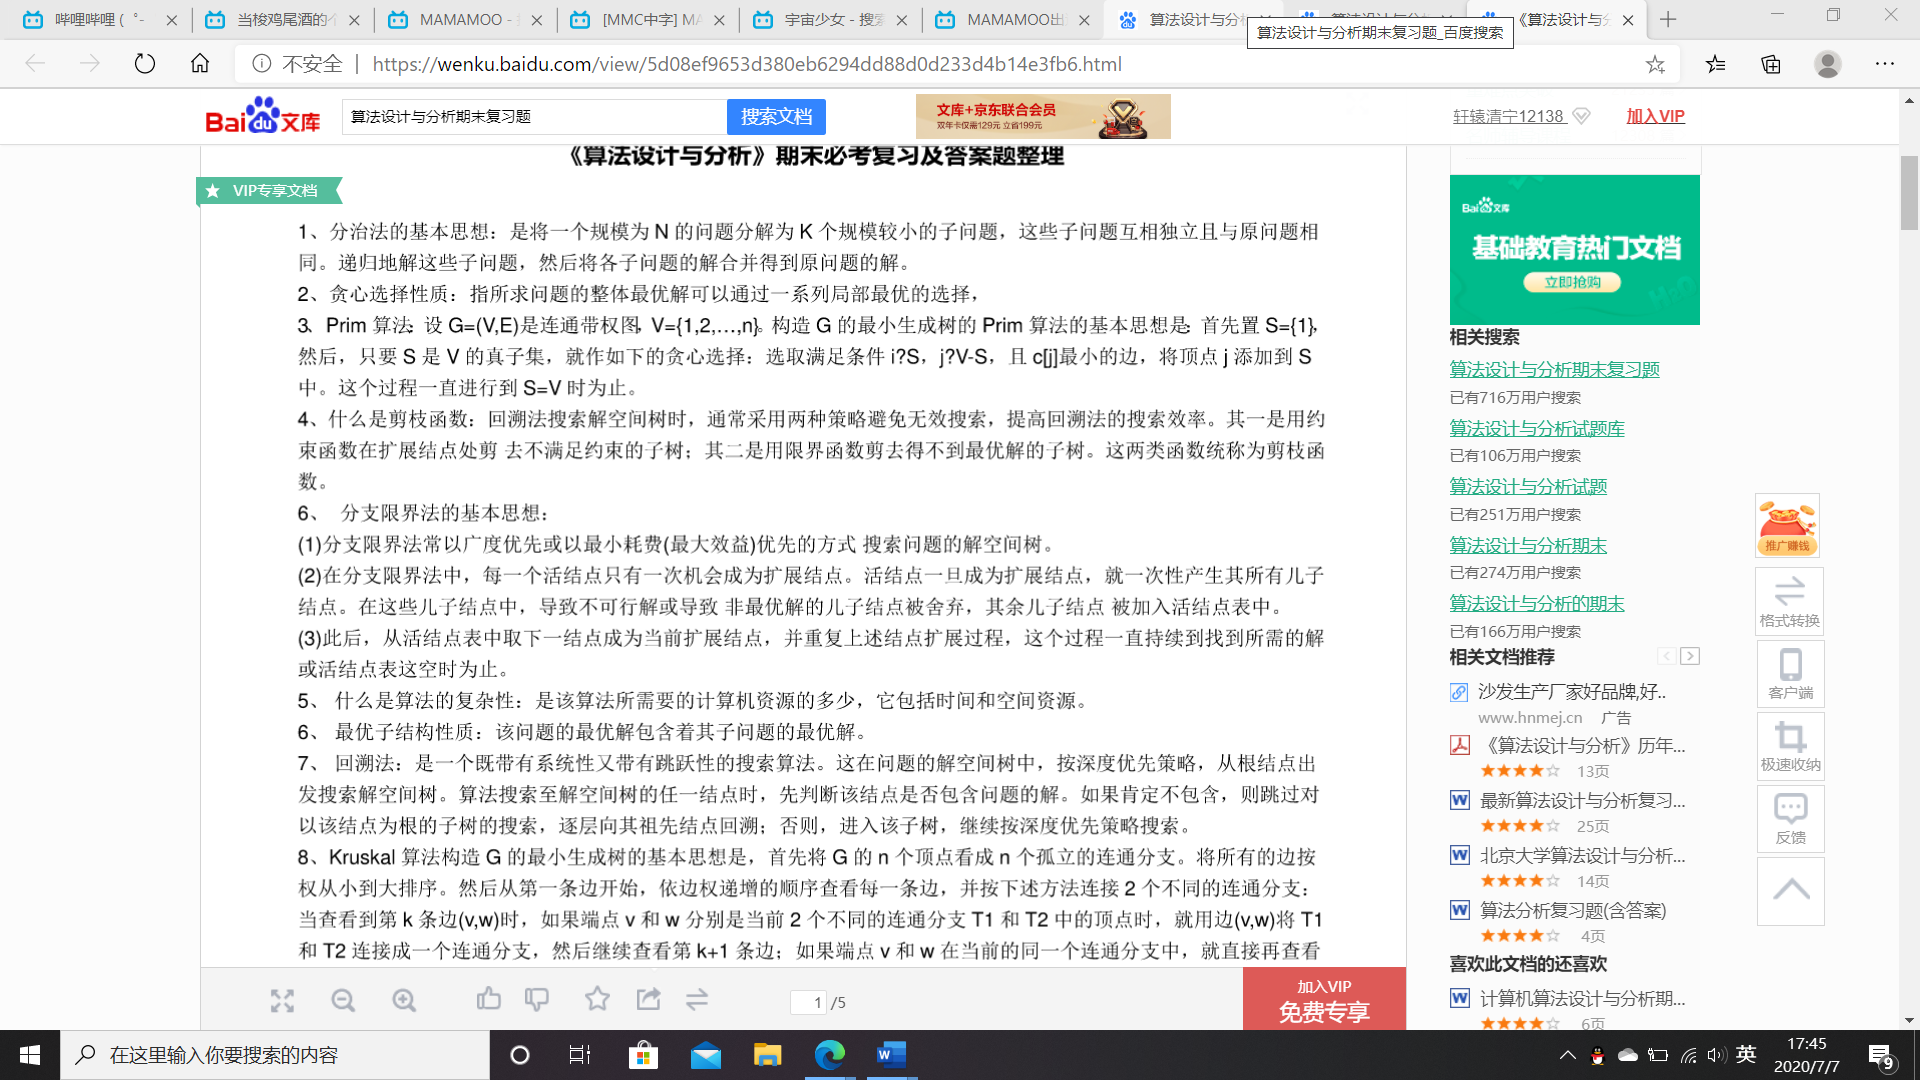 哔哩哔哩 ( ゜-
当梭鸡尾酒的个
MAMAMOO - 搜
[MMC中字] MA
宇宙少女 - 搜索
MAMAMOO出
算法设计与分析
《算法设计与分
算法设计与分析期末复习题_百度搜索
不安全 | https://wenku.baidu.com/view/5d08ef9653d380eb6294dd88d0d233d4b14e3fb6.html
Bai du 文库
算法设计与分析期末复习题
搜索文档
文库+京东联合会员
双年卡仅需129元 立省199元
轩辕清宁12138
加入VIP
《算法设计与分析》期末必考复习及答案题整理
VIP专享文档
1、分治法的基本思想：是将一个规模为 N 的问题分解为 K 个规模较小的子问题，这些子问题互相独立且与原问题相
同。递归地解这些子问题，然后将各子问题的解合并得到原问题的解。
2、贪心选择性质：指所求问题的整体最优解可以通过一系列局部最优的选择，
3、Prim 算法：设 G=(V,E)是连通带权图，V={1,2,…,n}。构造 G 的最小生成树的 Prim 算法的基本思想是：首先置 S={1}，
然后，只要 S 是 V 的真子集，就作如下的贪心选择：选取满足条件 i?S，j?V-S，且 c[j]最小的边，将顶点 j 添加到 S
中。这个过程一直进行到 S=V 时为止。
4、什么是剪枝函数：回溯法搜索解空间树时，通常采用两种策略避免无效搜索，提高回溯法的搜索效率。其一是用约
束函数在扩展结点处剪 去不满足约束的子树；其二是用限界函数剪去得不到最优解的子树。这两类函数统称为剪枝函
数。
6、 分支限界法的基本思想：
(1)分支限界法常以广度优先或以最小耗费(最大效益)优先的方式 搜索问题的解空间树。
(2)在分支限界法中，每一个活结点只有一次机会成为扩展结点。活结点一旦成为扩展结点，就一次性产生其所有儿子
结点。在这些儿子结点中，导致不可行解或导致 非最优解的儿子结点被舍弃，其余儿子结点 被加入活结点表中。
(3)此后，从活结点表中取下一结点成为当前扩展结点，并重复上述结点扩展过程，这个过程一直持续到找到所需的解
或活结点表这空时为止。
5、 什么是算法的复杂性：是该算法所需要的计算机资源的多少，它包括时间和空间资源。
6、 最优子结构性质：该问题的最优解包含着其子问题的最优解。
7、 回溯法：是一个既带有系统性又带有跳跃性的搜索算法。这在问题的解空间树中，按深度优先策略，从根结点出
发搜索解空间树。算法搜索至解空间树的任一结点时，先判断该结点是否包含问题的解。如果肯定不包含，则跳过对
以该结点为根的子树的搜索，逐层向其祖先结点回溯；否则，进入该子树，继续按深度优先策略搜索。
8、Kruskal 算法构造 G 的最小生成树的基本思想是，首先将 G 的 n 个顶点看成 n 个孤立的连通分支。将所有的边按
权从小到大排序。然后从第一条边开始，依边权递增的顺序查看每一条边，并按下述方法连接 2 个不同的连通分支：
当查看到第 k 条边(v,w)时，如果端点 v 和 w 分别是当前 2 个不同的连通分支 T1 和 T2 中的顶点时，就用边(v,w)将 T1
和 T2 连接成一个连通分支，然后继续查看第 k+1 条边；如果端点 v 和 w 在当前的同一个连通分支中，就直接再查看
1 /5
加入VIP
免费专享
Bai文库
基础教育热门文档
立即抢购
相关搜索
算法设计与分析期末复习题
已有716万用户搜索
算法设计与分析试题库
已有106万用户搜索
算法设计与分析试题
已有251万用户搜索
算法设计与分析期末
已有274万用户搜索
算法设计与分析的期末
已有166万用户搜索
相关文档推荐
沙发生产厂家好品牌,好..
www.hnmej.cn 广告
《算法设计与分析》历年...
13页
最新算法设计与分析复习...
25页
北京大学算法设计与分析...
14页
算法分析复习题(含答案)
4页
喜欢此文档的还喜欢
计算机算法设计与分析期...
6页
推广赚钱
格式转换
客户端
极速收纳
反馈
在这里输入你要搜索的内容
英
17:45
2020/7/7
9